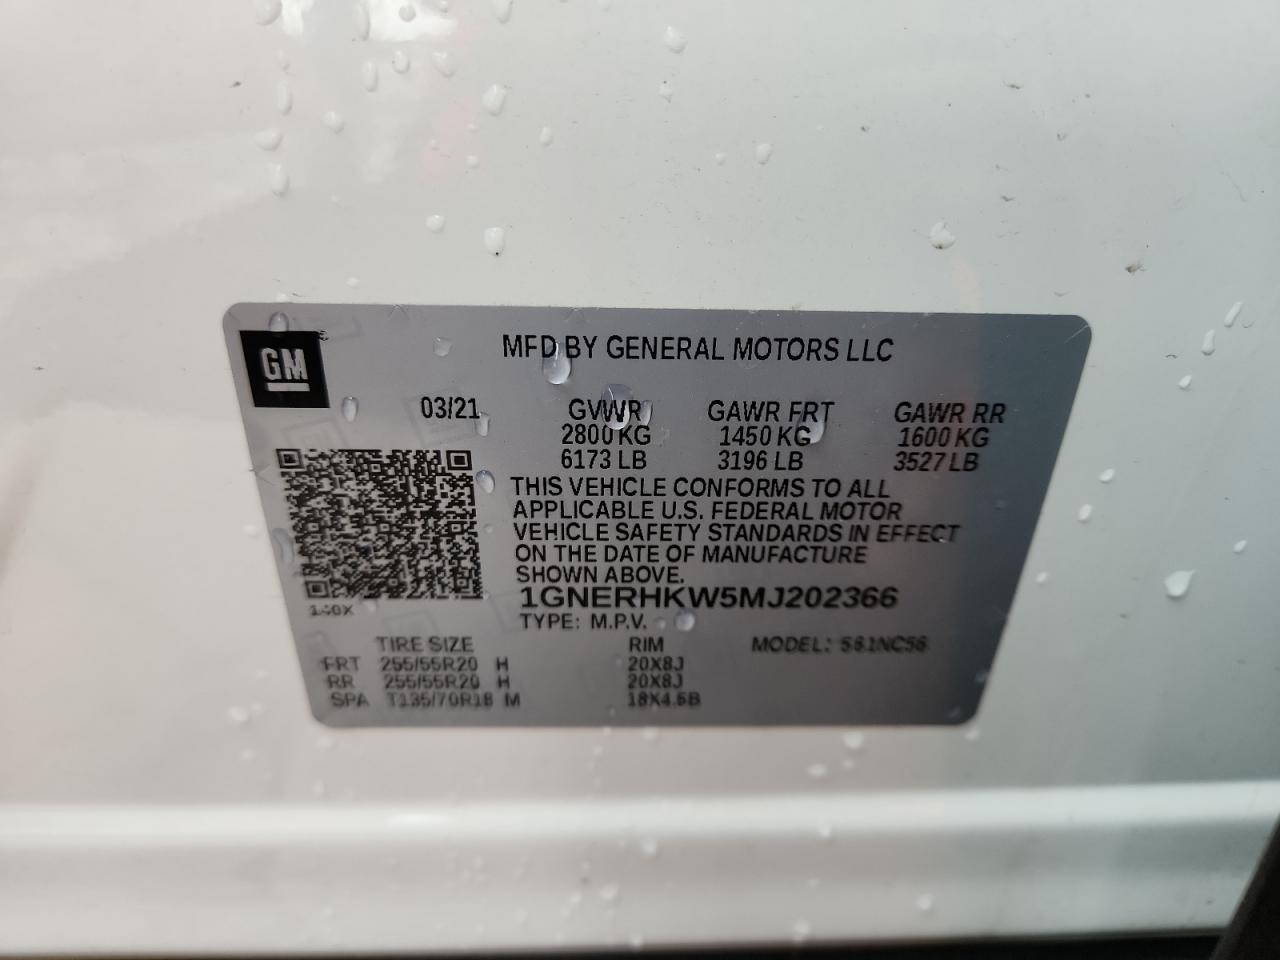 GM
MFD BY GENERAL MOTORS LLC
03/21 GVWR GAWR FRT GAWR RR
2800 KG 1450 KG 1600 KG
6173 LB 3196 LB 3527 LB
THIS VEHICLE CONFORMS TO ALL
APPLICABLE U.S. FEDERAL MOTOR
VEHICLE SAFETY STANDARDS IN EFFECT
ON THE DATE OF MANUFACTURE
SHOWN ABOVE.
1GNERHKW5MJ202366
140X
TYPE: M.P.V.
TIRE SIZE RIM MODEL:
FRT 255/55R20 H 20X8J
RR 255/55R20 H 20X8J
SPA T135/70R18 M 18X4.5B